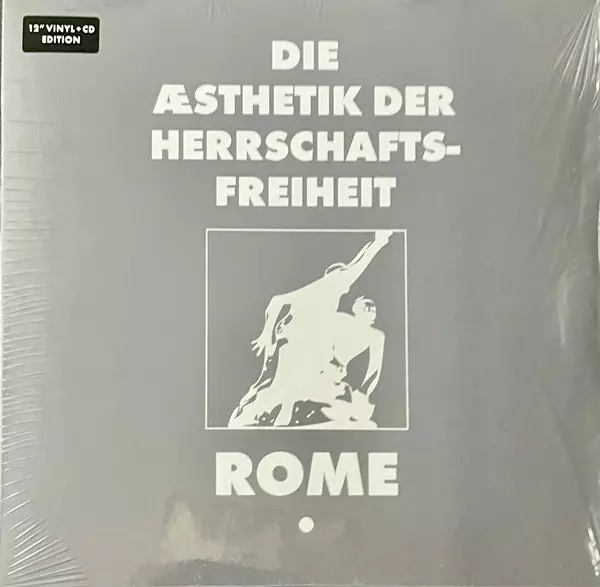 12" VINYL+CD
EDITION
DIE
ÆSTHETIK DER
HERRSCHAFTS-
FREIHEIT
ROME